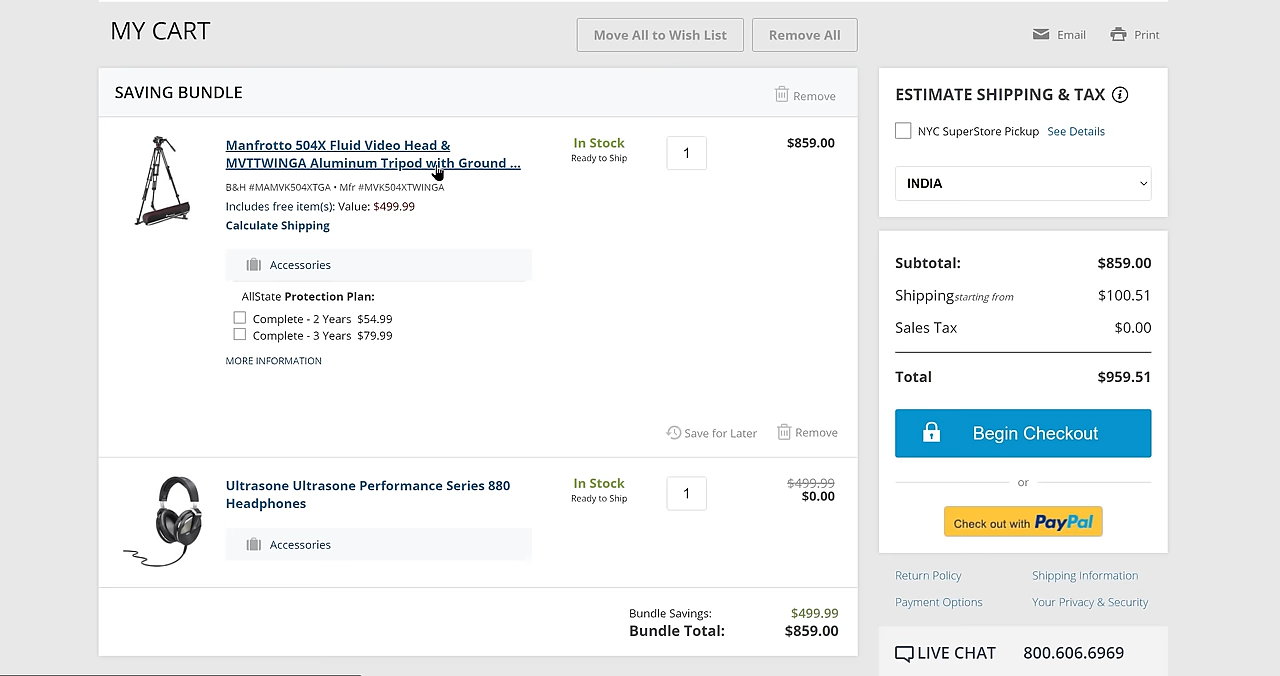 MY CART
Move All to Wish List
Remove All
Email
Print
SAVING BUNDLE
Remove
Manfrotto 504X Fluid Video Head &
MVTTWINGA Aluminum Tripod with Ground ...
B&H #MAMVK504XTGA • Mfr #MVK504XTWINGA
Includes free item(s): Value: $499.99
Calculate Shipping
In Stock
Ready to Ship
1
$859.00
Accessories
AllState Protection Plan:
Complete - 2 Years $54.99
Complete - 3 Years $79.99
MORE INFORMATION
Save for Later
Remove
Ultrasone Ultrasone Performance Series 880
Headphones
In Stock
Ready to Ship
1
$499.99
$0.00
Accessories
Bundle Savings: $499.99
Bundle Total: $859.00
ESTIMATE SHIPPING & TAX
NYC SuperStore Pickup See Details
INDIA
Subtotal: $859.00
Shipping starting from $100.51
Sales Tax $0.00
Total $959.51
Begin Checkout
or
Check out with PayPal
Return Policy
Shipping Information
Payment Options
Your Privacy & Security
LIVE CHAT 800.606.6969